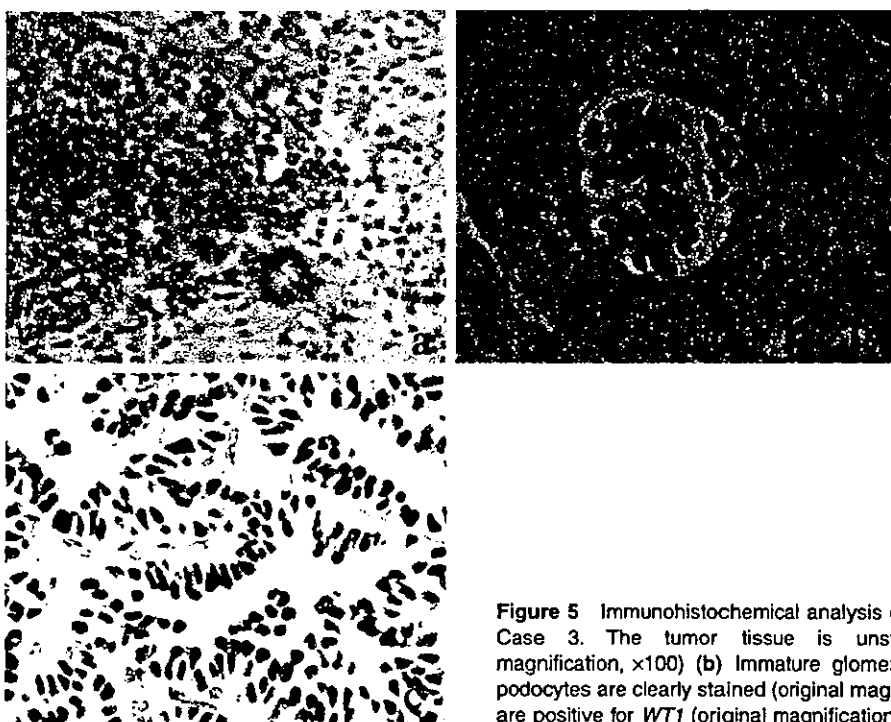 a
C
Figure 5 Immunohistochemical analysis
Case 3. The tumor tissue is uns
magnification, ×100) (b) Immature glome
podocytes are clearly stained (original mag
are positive for WT1 (original magnification